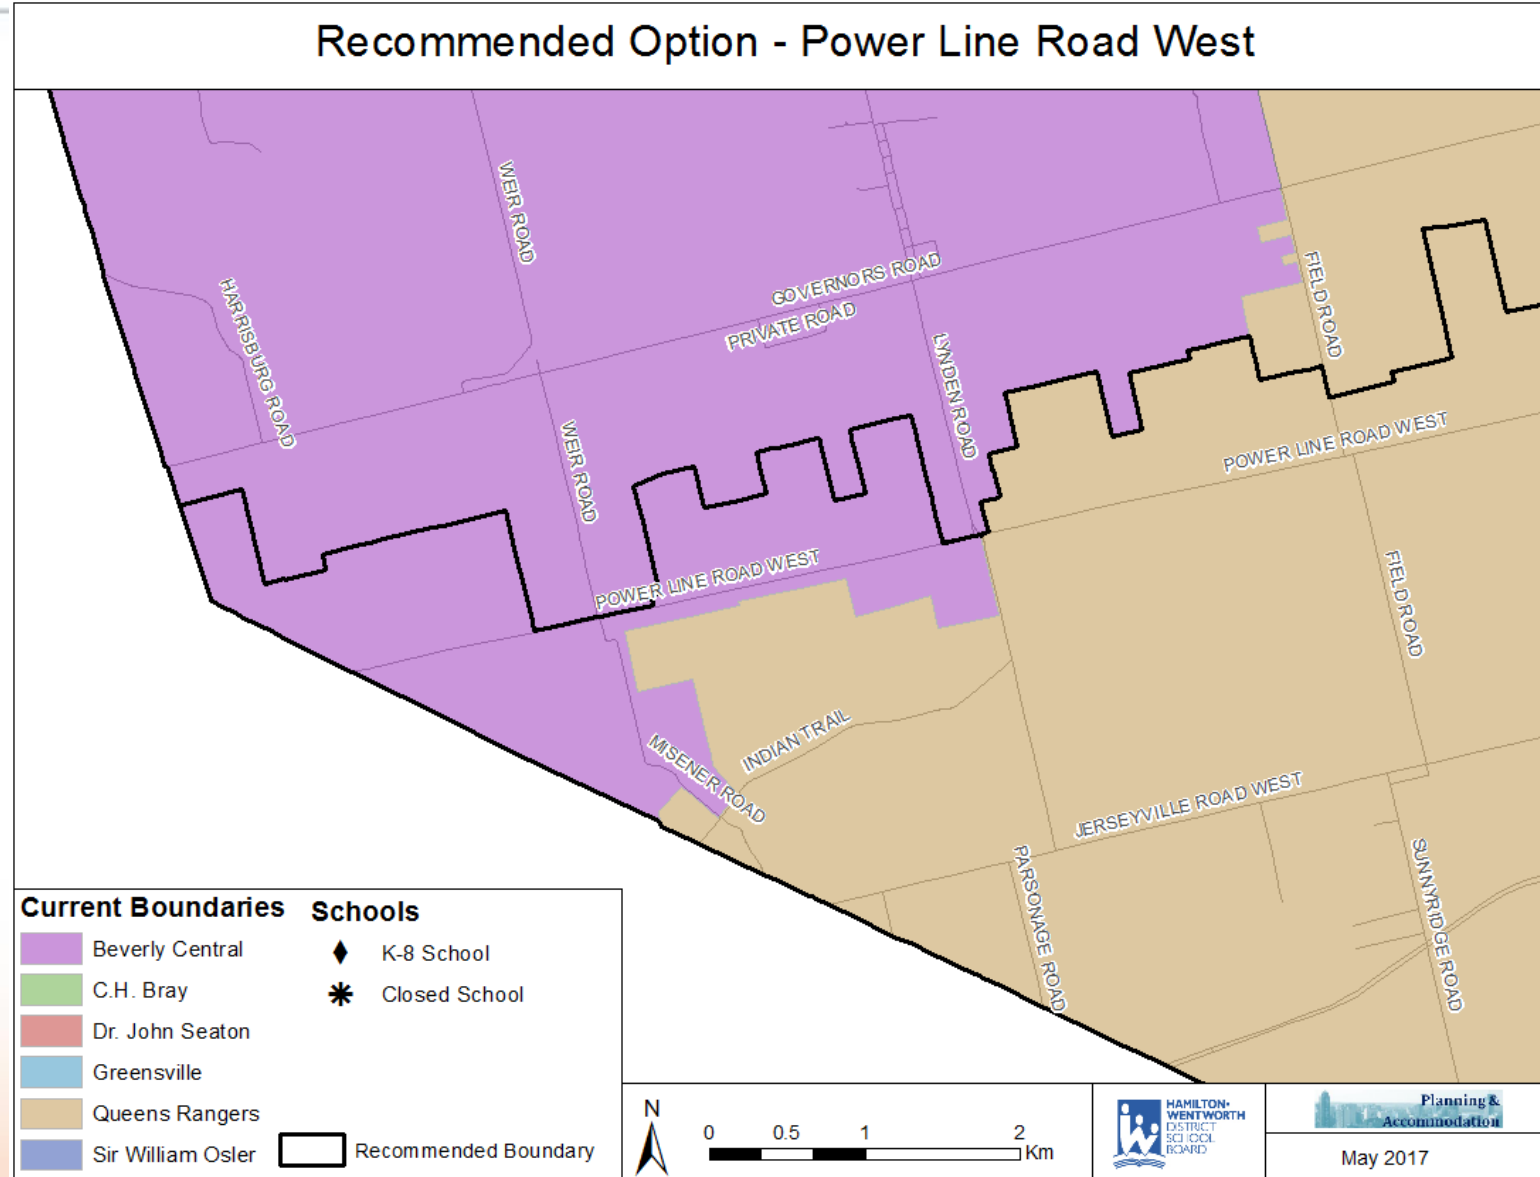 Recommended Option - Power Line Road West
WEIR ROAD
HARRISBURG ROAD
GOVERNORS ROAD
PRIVATE ROAD
FIELD ROAD
LYNDEN ROAD
WEIR ROAD
POWER LINE ROAD WEST
POWER LINE ROAD WEST
FIELD ROAD
INDIAN TRAIL
MISENER ROAD
JERSEYVILLE ROAD WEST
PARSONAGE ROAD
SUNNYRIDGE ROAD
Current Boundaries
Beverly Central
C.H. Bray
Dr. John Seaton
Greensville
Queens Rangers
Sir William Osler
Schools
K-8 School
Closed School
Recommended Boundary
N
0 0.5 1 2
Km
HAMILTON-
WENTWORTH
DISTRICT
SCHOOL
BOARD
Planning &
Accommodation
May 2017